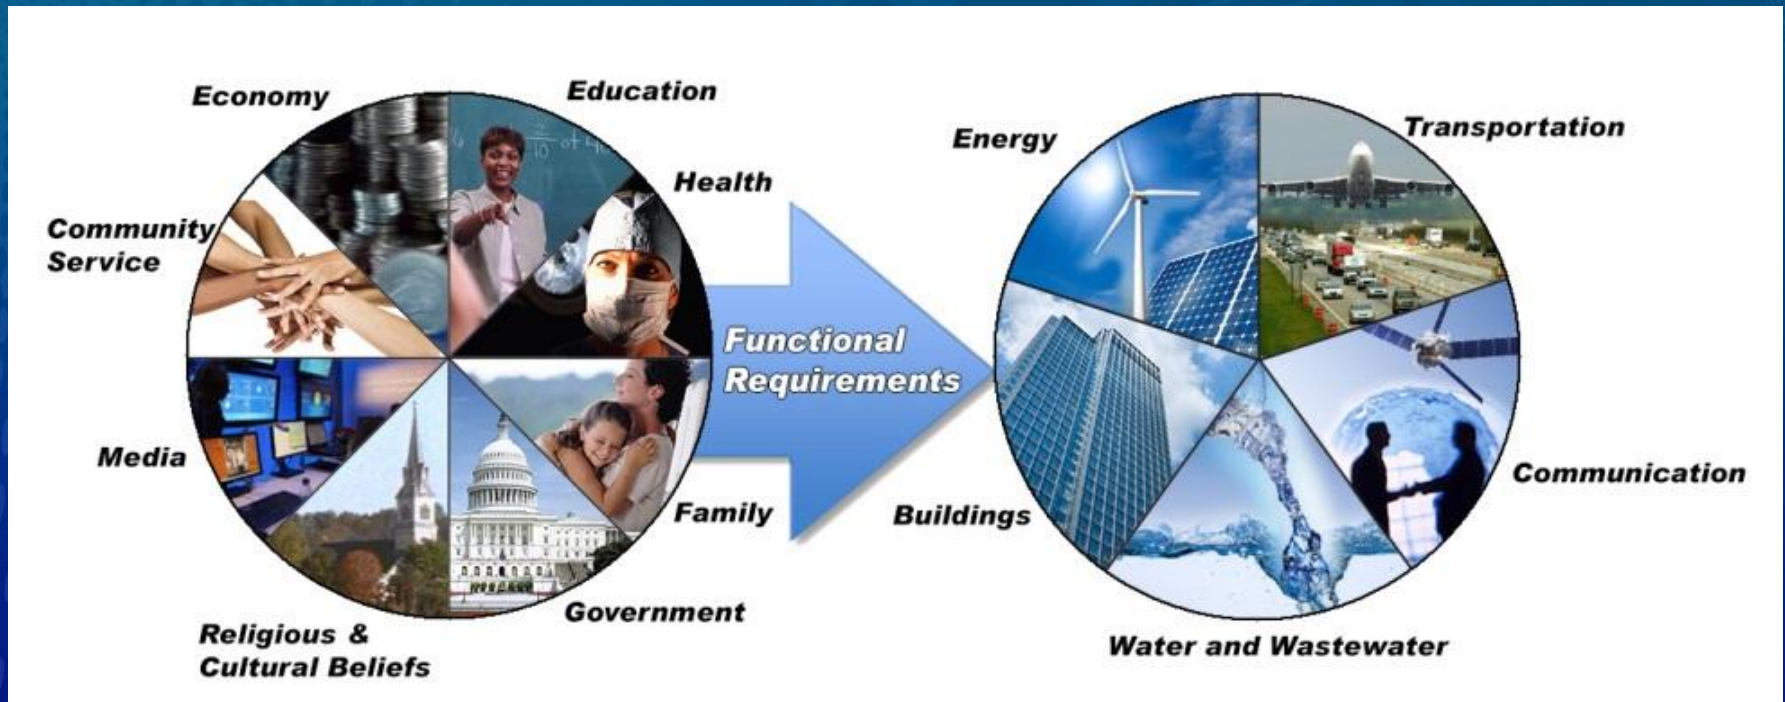 Economy
Education
Health
Community
Service
Media
Religious &
Cultural Beliefs
Government
Family
Functional
Requirements
Energy
Transportation
Communication
Buildings
Water and Wastewater